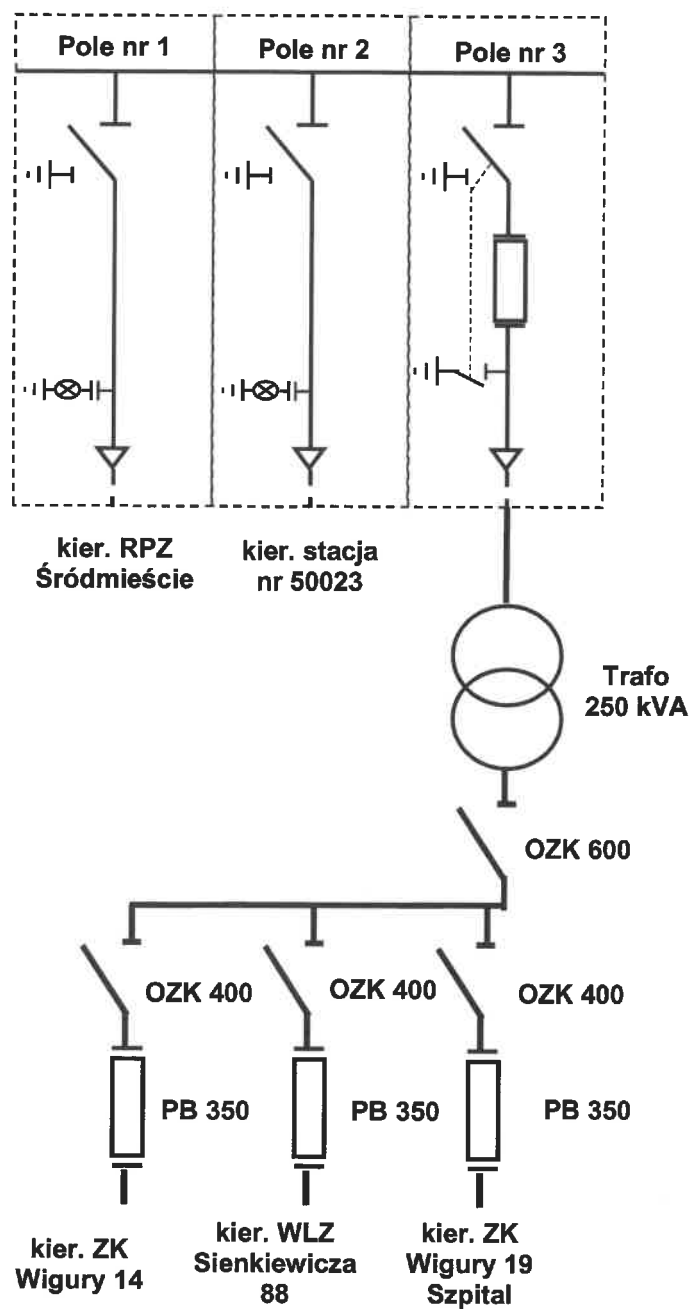 Pole nr 1
Pole nr 2
Pole nr 3
kier. RPZ
Śródmieście
kier. stacja
nr 50023
Trafo
250 kVA
OZK 600
OZK 400
OZK 400
OZK 400
PB 350
PB 350
PB 350
kier. ZK
Wigury 14
kier. WLZ
Sienkiewicza
88
kier. ZK
Wigury 19
Szpital